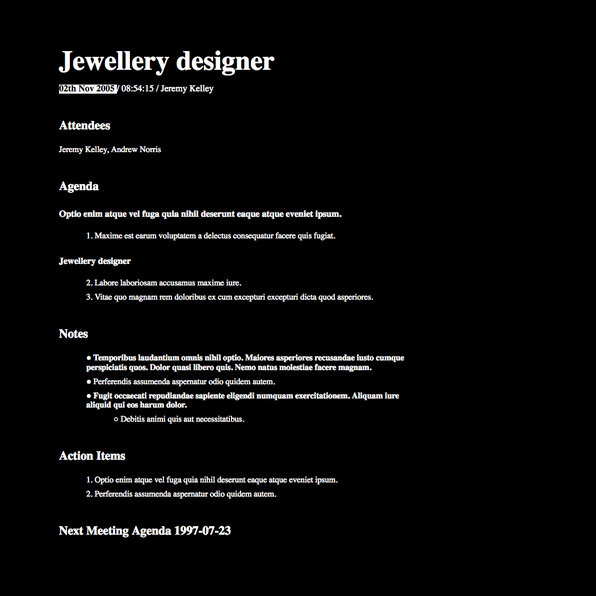 Jewellery designer
02th Nov 2005 / 08:54:15 / Jeremy Kelley
Attendees
Jeremy Kelley, Andrew Norris
Agenda
Optio enim atque vel fuga quia nihil deserunt eaque atque eveniet ipsum.
1. Maxime est earum voluptatem a delectus consequatur facere quis fugiat.
Jewellery designer
2. Labore laboriosam accusamus maxime iure.
3. Vitae quo magnam rem doloribus ex cum excepturi excepturi dicta quod asperiores.
Notes
● Temporibus laudantium omnis nihil optio. Maiores asperiores recusandae iusto cumque
perspiciatis quos. Dolor quasi libero quis. Nemo natus molestiae facere magnam.
● Perferendis assumenda aspernatur odio quidem autem.
● Fugit occaecati repudiandae sapiente eligendi numquam exercitationem. Aliquam iure
aliquid qui eos harum dolor.
○ Debitis animi quis aut necessitatibus.
Action Items
1. Optio enim atque vel fuga quia nihil deserunt eaque atque eveniet ipsum.
2. Perferendis assumenda aspernatur odio quidem autem.
Next Meeting Agenda 1997-07-23